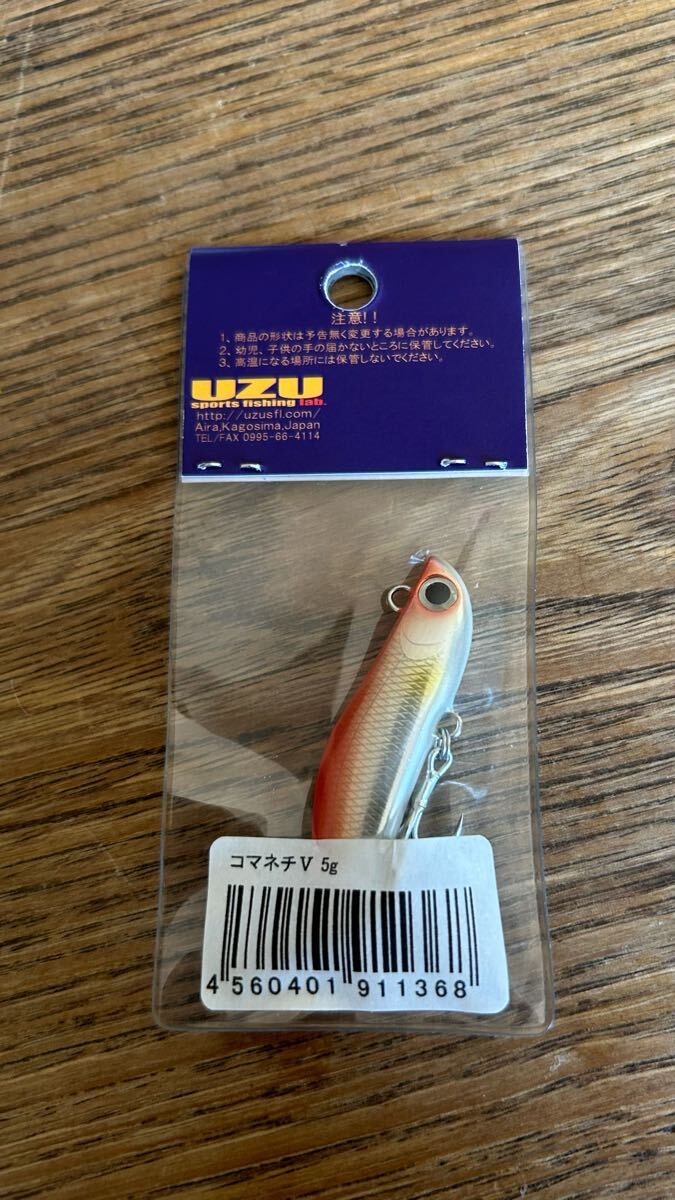 注意!!
1、商品の形状は予告無く変更する場合があります。
2、幼児、子供の手の届かないところに保管してください。
3、高温になる場所には保管しないでください。
UZU
sports fishing lab.
http://uzusfl.com/
Aira,Kagosima,Japan
TEL/FAX 0995-66-4114
コマネチV 5g
4 560401 911368